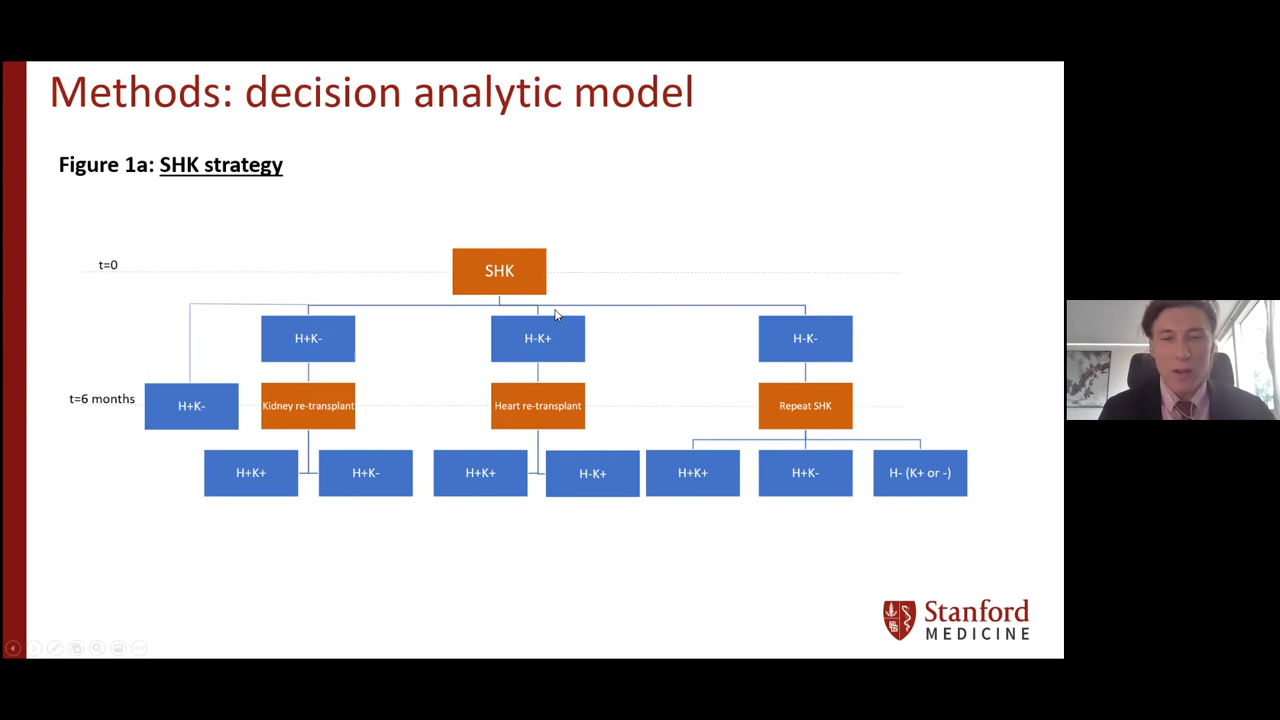 Methods: decision analytic model
Figure 1a: SHK strategy
t=0
SHK
H+K-
H-K+
H-K-
t=6 months
H+K-
Kidney re-transplant
Heart re-transplant
Repeat SHK
H+K+
H+K-
H+K+
H-K+
H+K+
H+K-
H- (K+ or -)
Stanford
MEDICINE